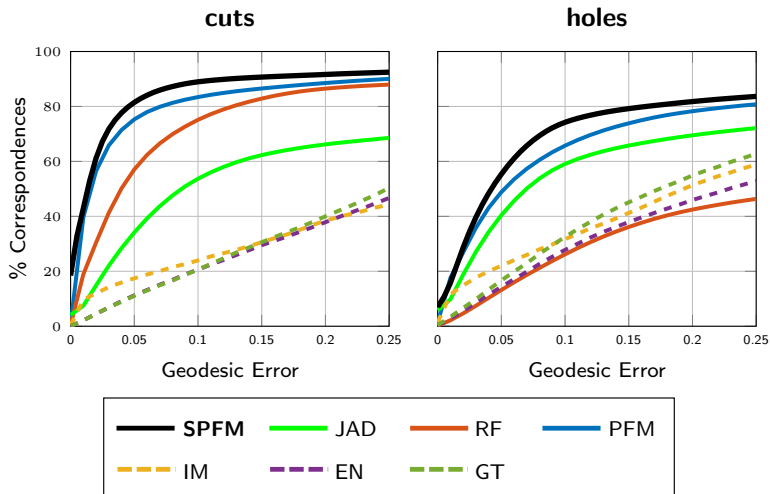 cuts
holes
% Correspondences
100
80
60
40
20
0
0 0.05 0.1 0.15 0.2 0.25
0 0.05 0.1 0.15 0.2 0.25
Geodesic Error
Geodesic Error
SPFM JAD RF PFM
IM EN GT